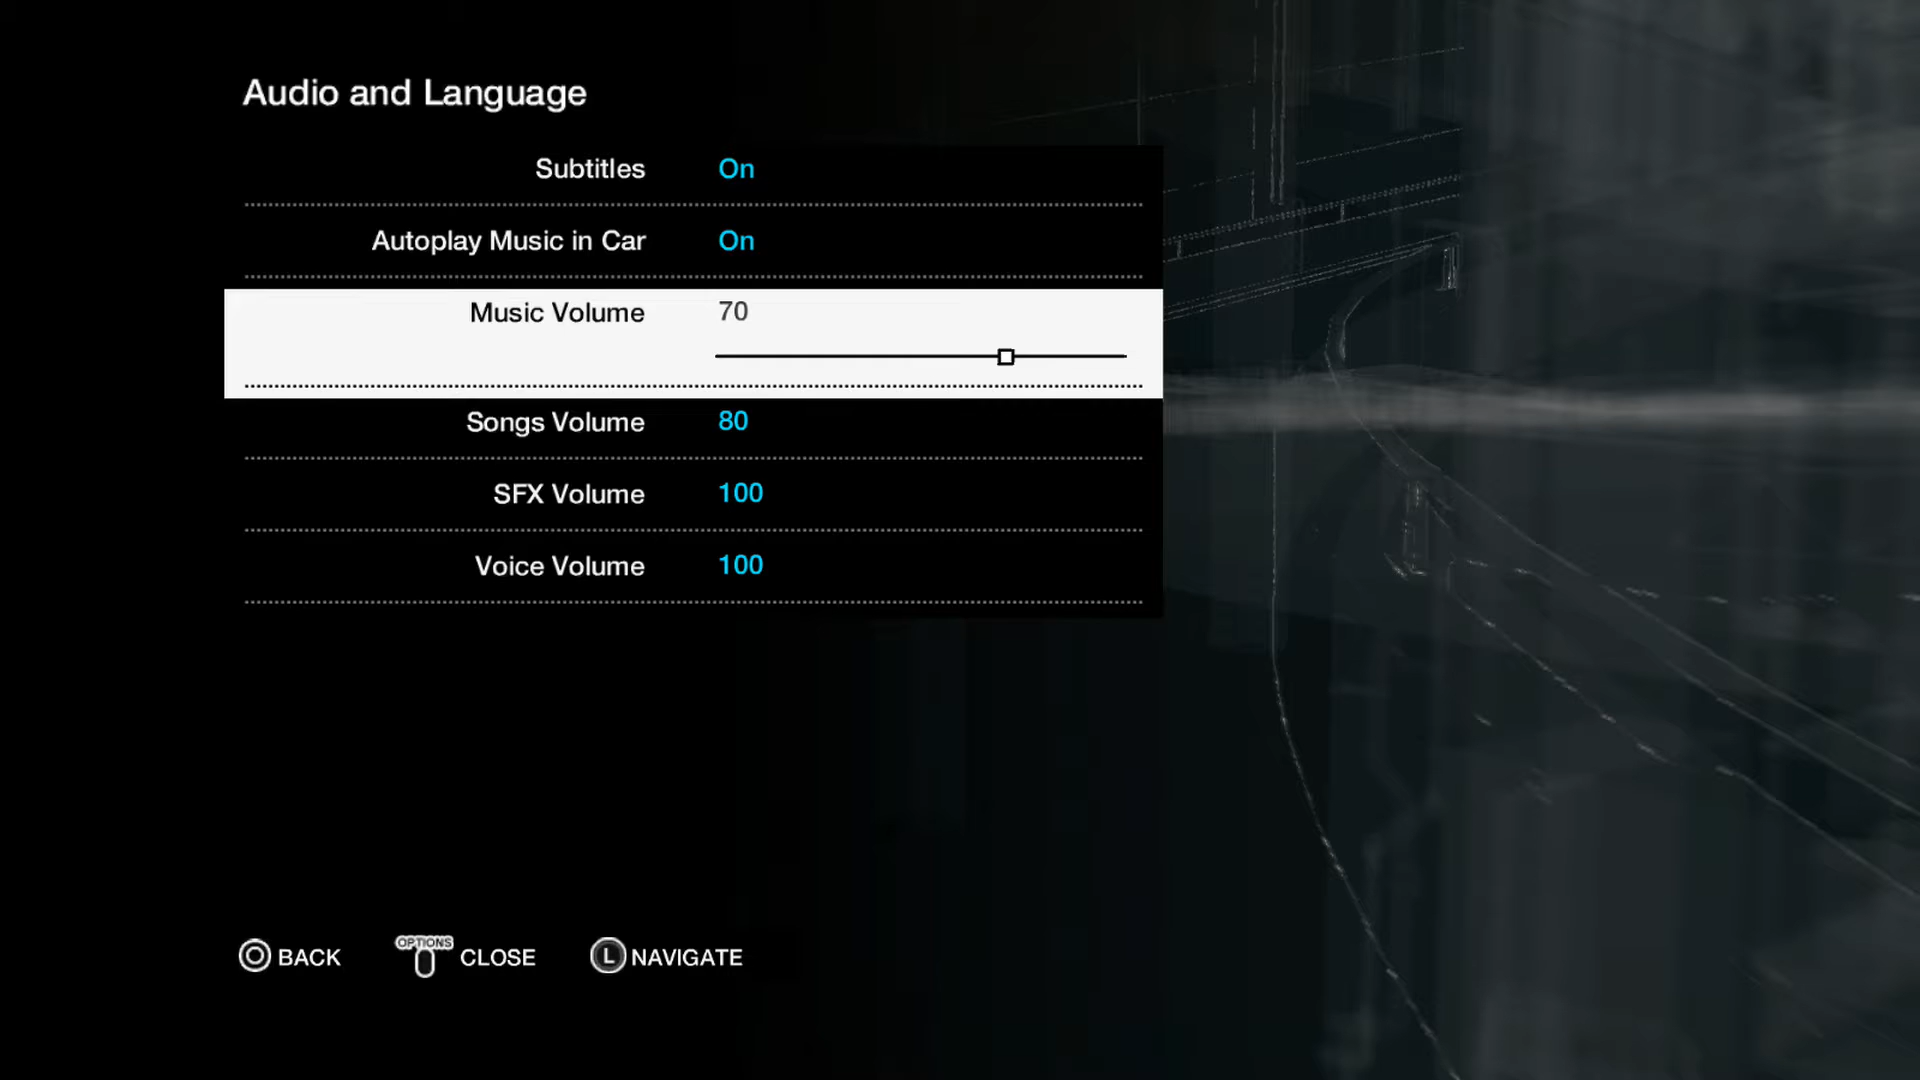 Audio and Language
Subtitles On
Autoplay Music in Car On
Music Volume 70
Songs Volume 80
SFX Volume 100
Voice Volume 100
BACK OPTIONS CLOSE L NAVIGATE